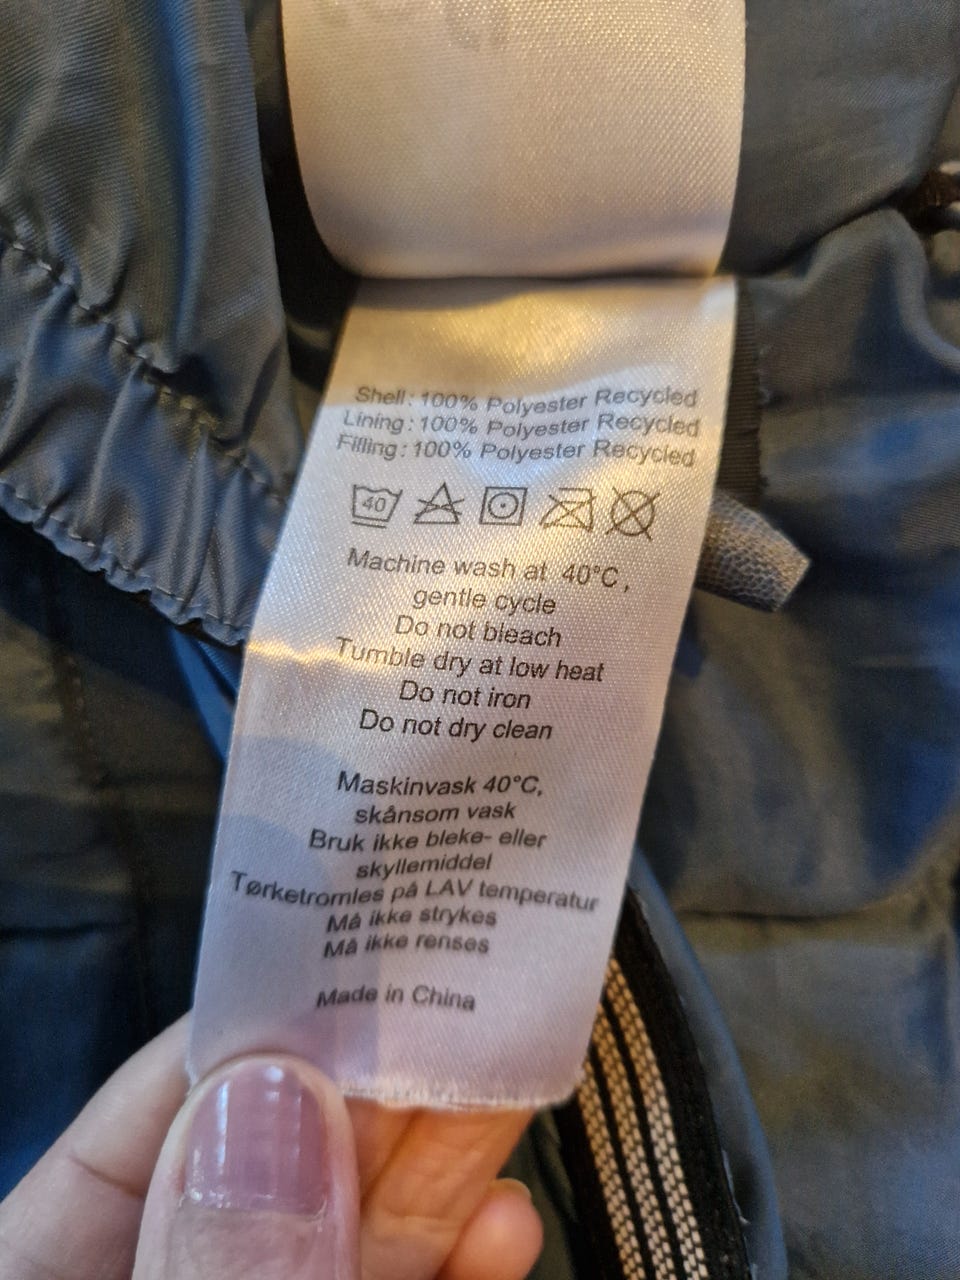 Shell: 100% Polyester Recycled
Lining: 100% Polyester Recycled
Filling: 100% Polyester Recycled
40
Machine wash at 40°C,
gentle cycle
Do not bleach
Tumble dry at low heat
Do not iron
Do not dry clean
Maskinvask 40°C,
skånsom vask
Bruk ikke bleke- eller
skyllemiddel
Tørketromles på LAV temperatur
Må ikke strykes
Må ikke renses
Made in China